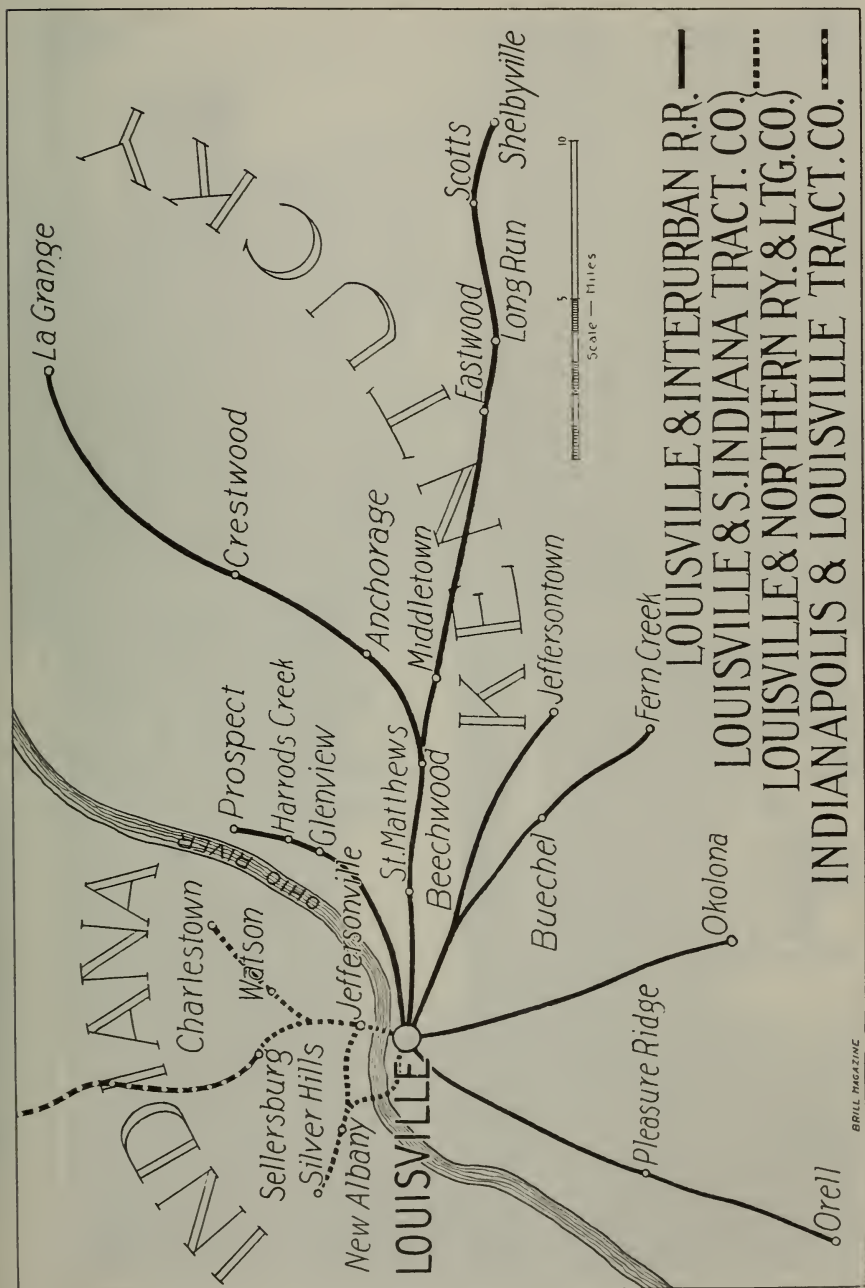 INDIANA
KENTUCKY
OHIO RIVER
La Grange
Crestwood
Anchorage
Prospect
Harrods Creek
Glenview
Charlestown
Watson
Jeffersonville
Sellersburg
Silver Hills
New Albany
LOUISVILLE
St. Matthews
Beechwood
Middletown
Eastwood
Long Run
Scotts
Shelbyville
Jeffersontown
Buechel
Fern Creek
Okolona
Pleasure Ridge
Orell
5
10
Scale — Miles
LOUISVILLE & INTERURBAN R.R.
LOUISVILLE & S. INDIANA TRACT. CO.
LOUISVILLE & NORTHERN RY. & LTG. CO.
INDIANAPOLIS & LOUISVILLE TRACT. CO.
BRILL MAGAZINE